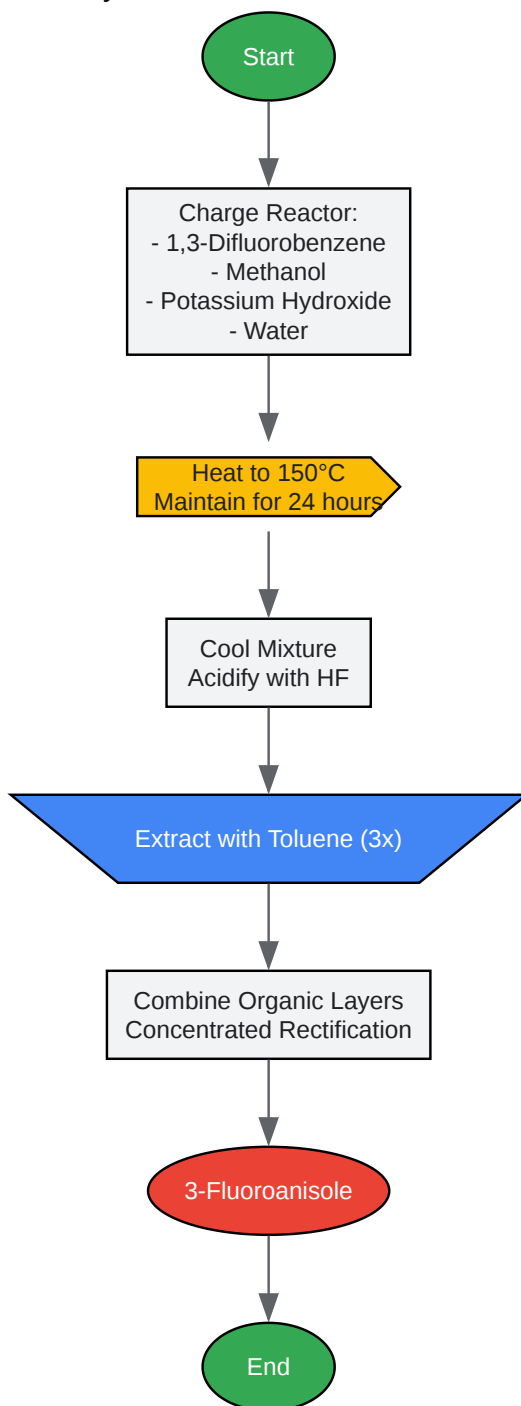 Start
Charge Reactor:
- 1,3-Difluorobenzene
- Methanol
- Potassium Hydroxide
- Water
Heat to 150°C
Maintain for 24 hours
Cool Mixture
Acidify with HF
Extract with Toluene (3x)
Combine Organic Layers
Concentrated Rectification
3-Fluoroanisole
End